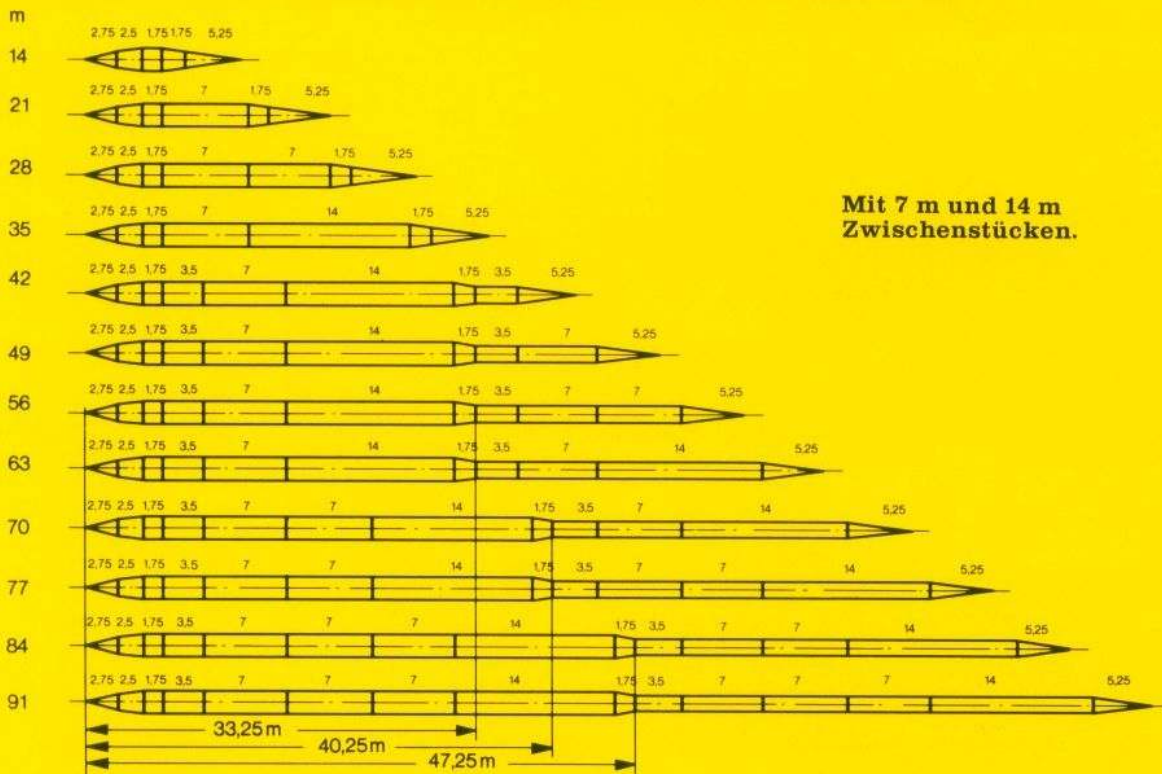 m
2,75 2,5 1,75 1,75 5,25
14
2,75 2,5 1,75 7 1,75 5,25
21
2,75 2,5 1,75 7 7 1,75 5,25
28
Mit 7 m und 14 m
Zwischenstücken.
2,75 2,5 1,75 7 14 1,75 5,25
35
2,75 2,5 1,75 3,5 7 14 1,75 3,5 5,25
42
2,75 2,5 1,75 3,5 7 14 1,75 3,5 7 5,25
49
2,75 2,5 1,75 3,5 7 14 1,75 3,5 7 7 5,25
56
2,75 2,5 1,75 3,5 7 14 1,75 3,5 7 14 5,25
63
2,75 2,5 1,75 3,5 7 7 14 1,75 3,5 7 14 5,25
70
2,75 2,5 1,75 3,5 7 7 14 1,75 3,5 7 7 14 5,25
77
2,75 2,5 1,75 3,5 7 7 7 14 1,75 3,5 7 7 14 5,25
84
2,75 2,5 1,75 3,5 7 7 7 14 1,75 3,5 7 7 7 14 5,25
91
33,25 m
40,25 m
47,25 m